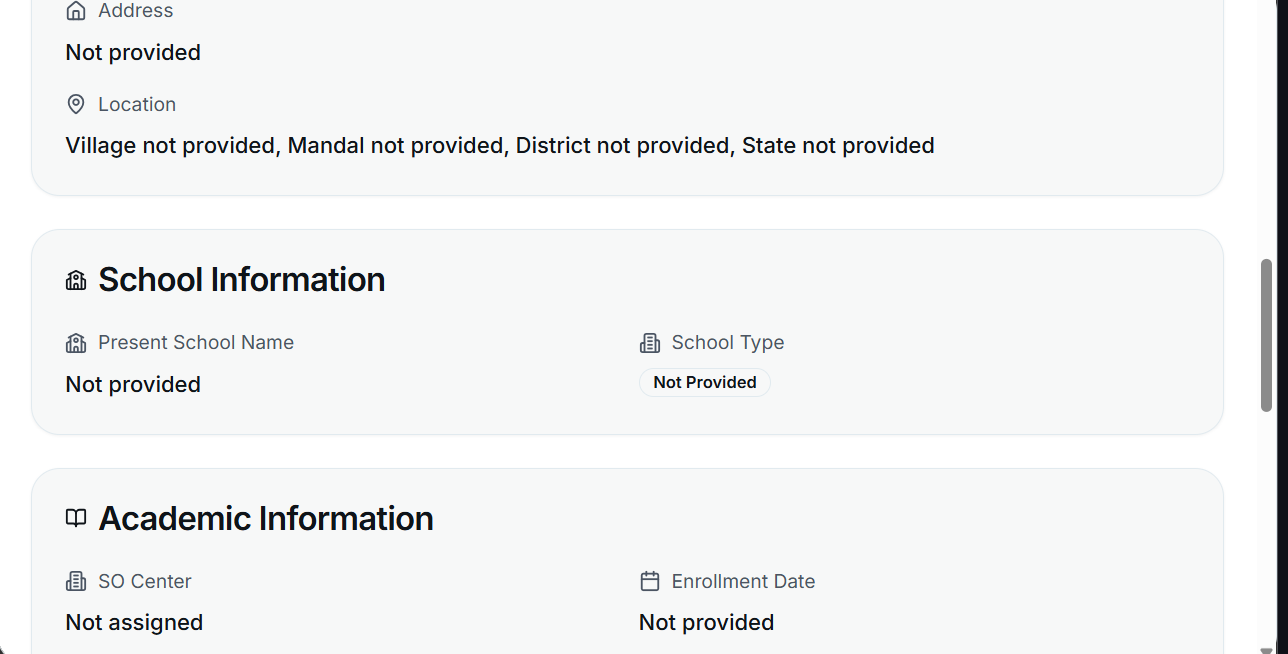 Address
Not provided
Location
Village not provided, Mandal not provided, District not provided, State not provided
School Information
Present School Name
School Type
Not provided
Not Provided
Academic Information
SO Center
Enrollment Date
Not assigned
Not provided